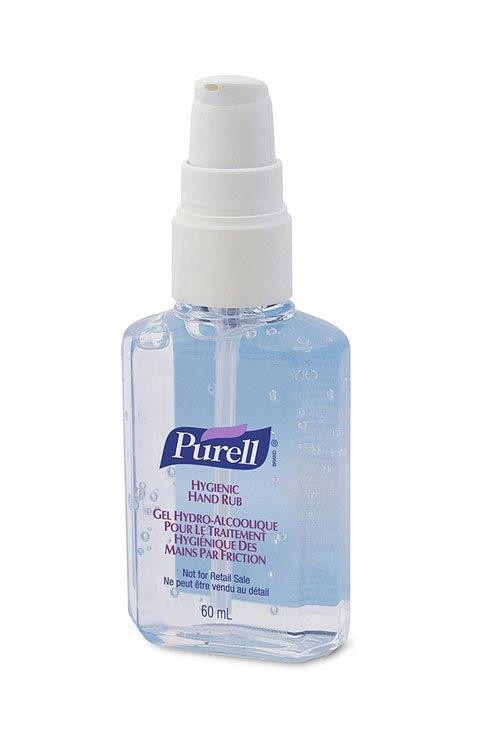 Purell
BRAND
®
HYGIENIC
HAND RUB
GEL HYDRO-ALCOOLIQUE
POUR LE TRAITEMENT
HYGIÉNIQUE DES
MAINS PAR FRICTION
Not for Retail Sale
Ne peut être vendu au détail
60 mL